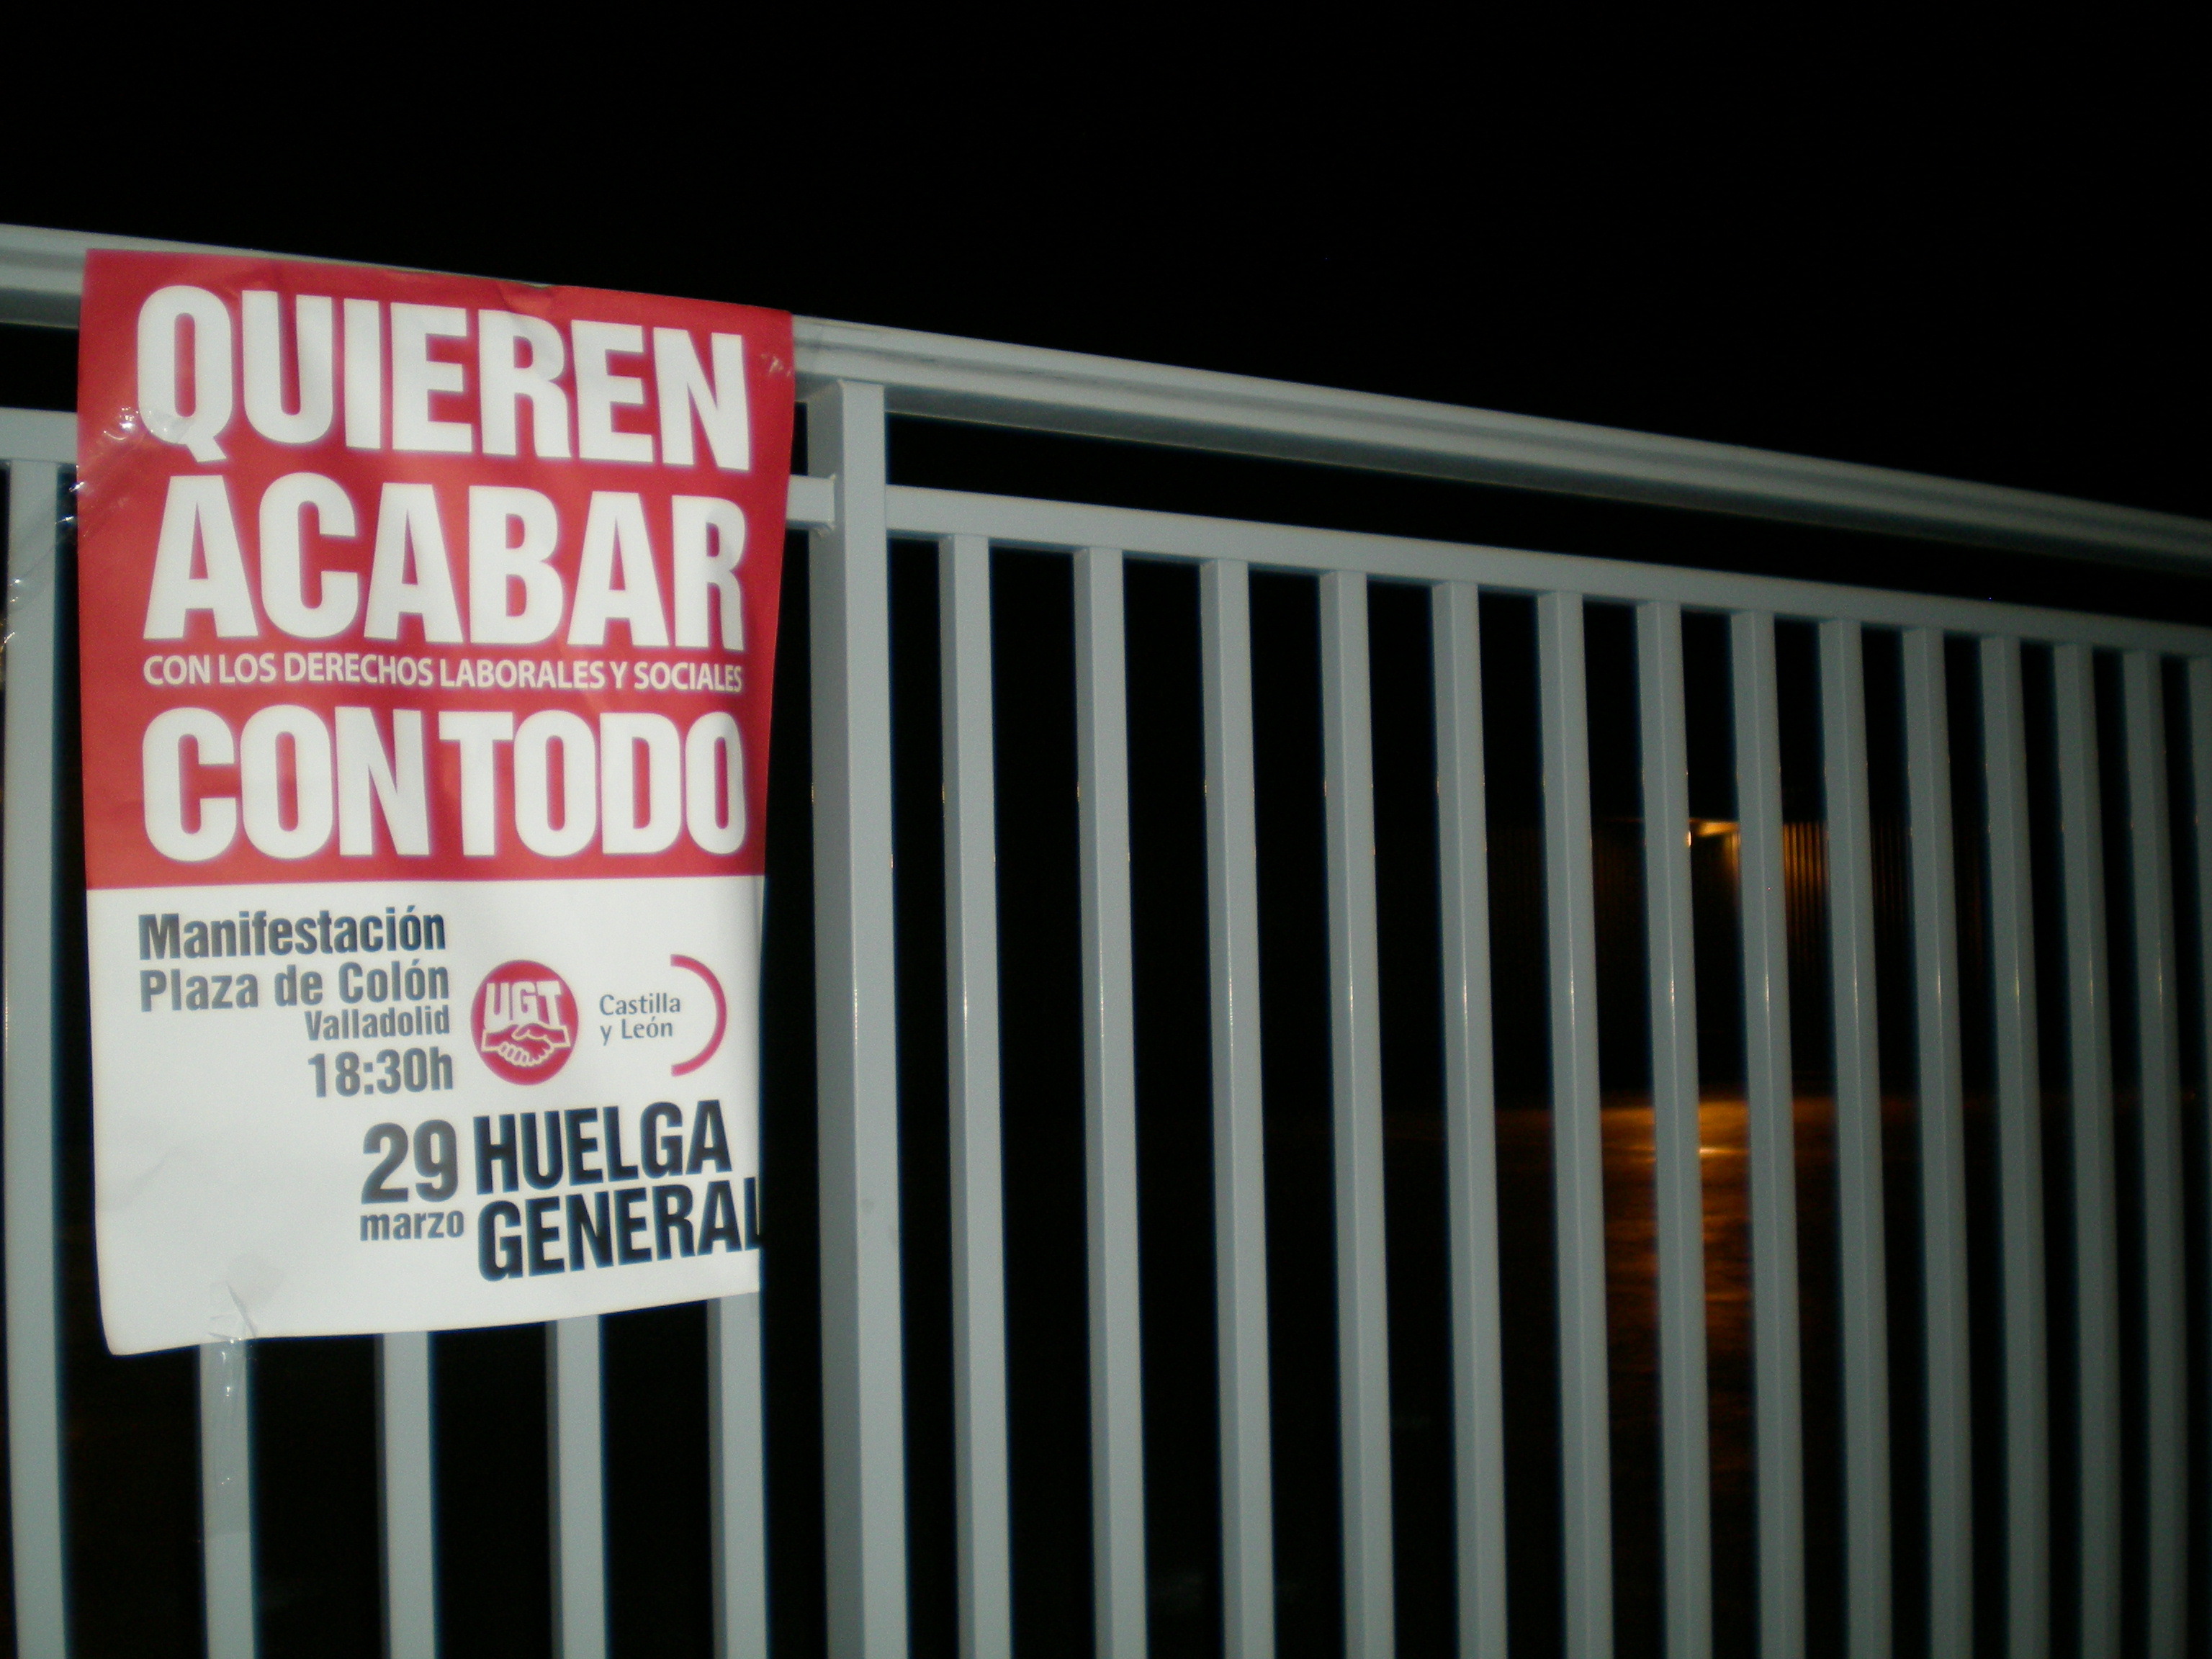 QUIEREN
ACABAR
CON LOS DERECHOS LABORALES Y SOCIALES
CON TODO
Manifestación
Plaza de Colón
Valladolid
18:30h
UGT
Castilla
y León
29 marzo
HUELGA
GENERAL